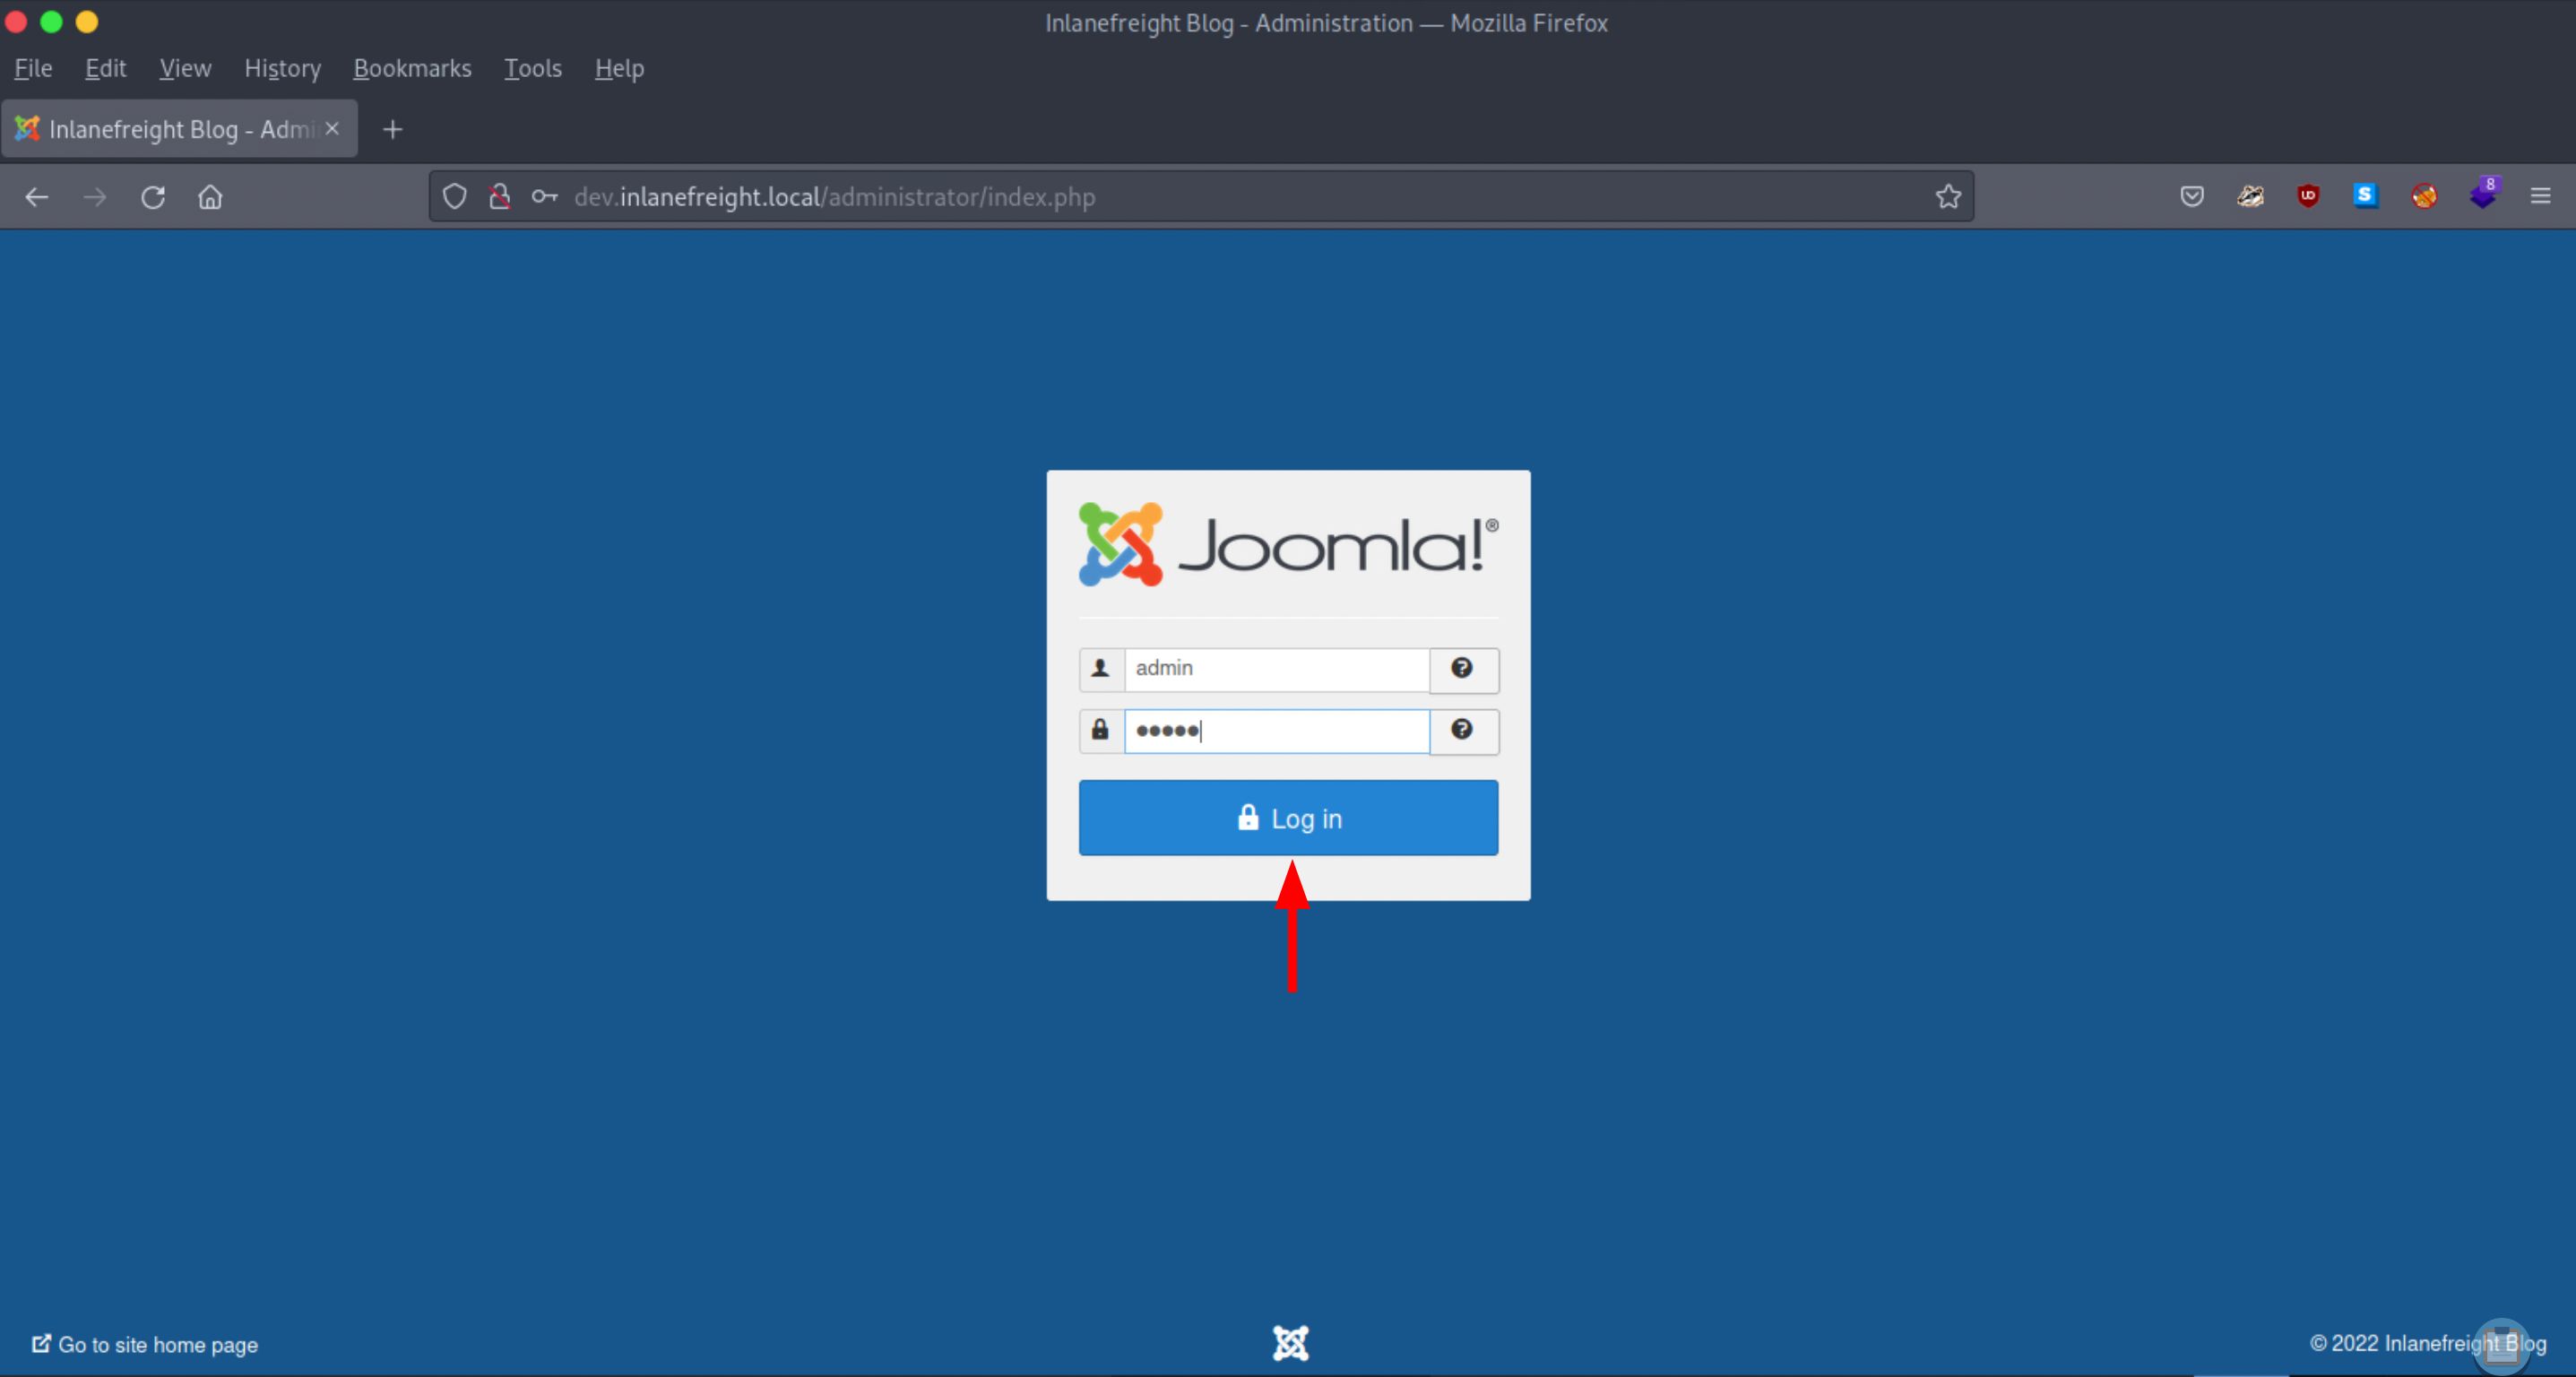 Inlanefreight Blog - Administration — Mozilla Firefox
File Edit View History Bookmarks Tools Help
Inlanefreight Blog - Admi
dev.inlanefreight.local/administrator/index.php
UO
S
8
Joomla!®
admin
Log in
Go to site home page
© 2022 Inlanefreight Blog